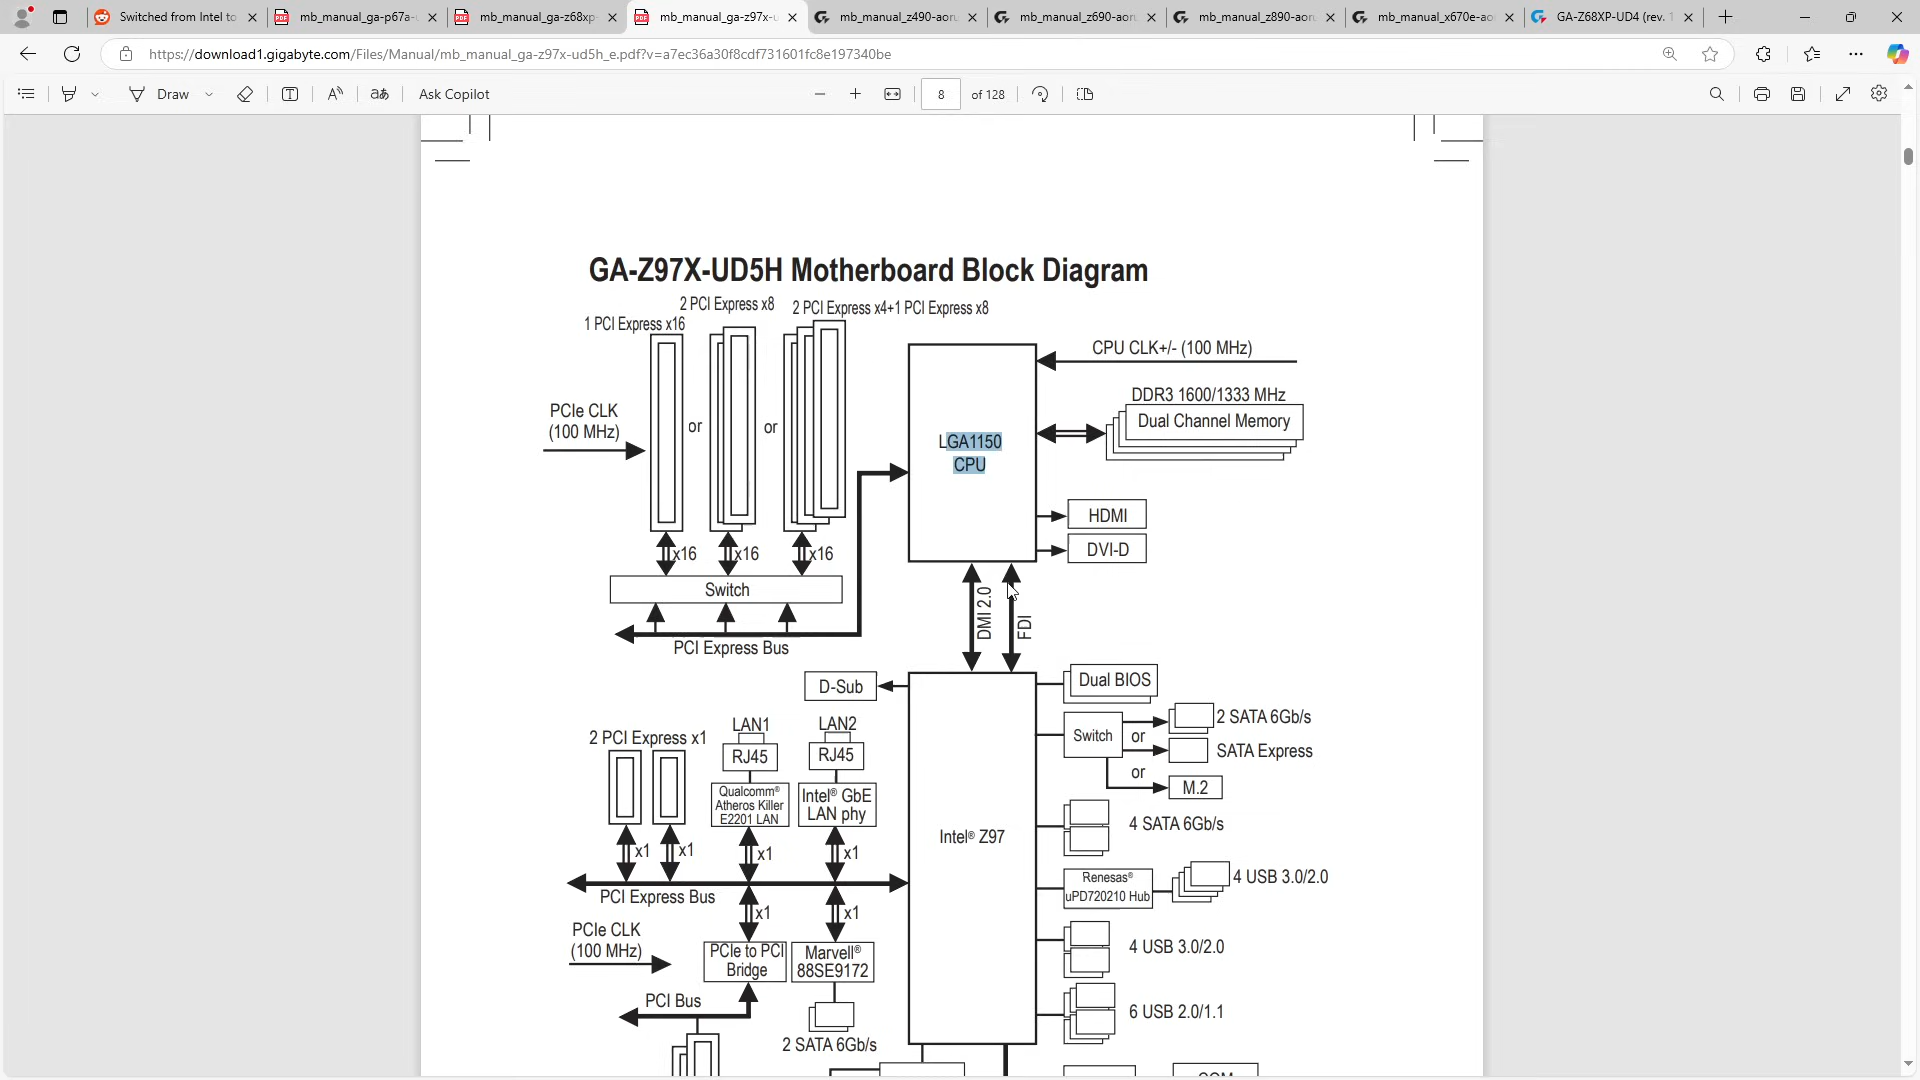 Switched from Intel to
mb_manual_ga-p67a-
mb_manual_ga-z68xp-
mb_manual_ga-z97x-u
mb_manual_z490-aoru
mb_manual_z690-aoru
mb_manual_z890-aoru
mb_manual_x670e-ao
GA-Z68XP-UD4 (rev. 1
https://download1.gigabyte.com/Files/Manual/mb_manual_ga-z97x-ud5h_e.pdf?v=a7ec36a30f8cdf731601fc8e197340be
Draw
Ask Copilot
8 of 128
GA-Z97X-UD5H Motherboard Block Diagram
1 PCI Express x16
2 PCI Express x8
2 PCI Express x4+1 PCI Express x8
CPU CLK+/- (100 MHz)
DDR3 1600/1333 MHz
Dual Channel Memory
PCIe CLK
(100 MHz)
or
or
LGA1150
CPU
HDMI
DVI-D
x16
x16
x16
Switch
PCI Express Bus
DMI 2.0
FDI
D-Sub
Dual BIOS
LAN1
LAN2
2 PCI Express x1
RJ45
RJ45
Switch
2 SATA 6Gb/s
or
SATA Express
or
M.2
Qualcomm®
Atheros Killer
E2201 LAN
Intel® GbE
LAN phy
Intel® Z97
4 SATA 6Gb/s
x1
x1
x1
x1
PCI Express Bus
Renesas®
uPD720210 Hub
4 USB 3.0/2.0
x1
x1
PCIe CLK
(100 MHz)
PCIe to PCI
Bridge
Marvell®
88SE9172
4 USB 3.0/2.0
PCI Bus
6 USB 2.0/1.1
2 SATA 6Gb/s